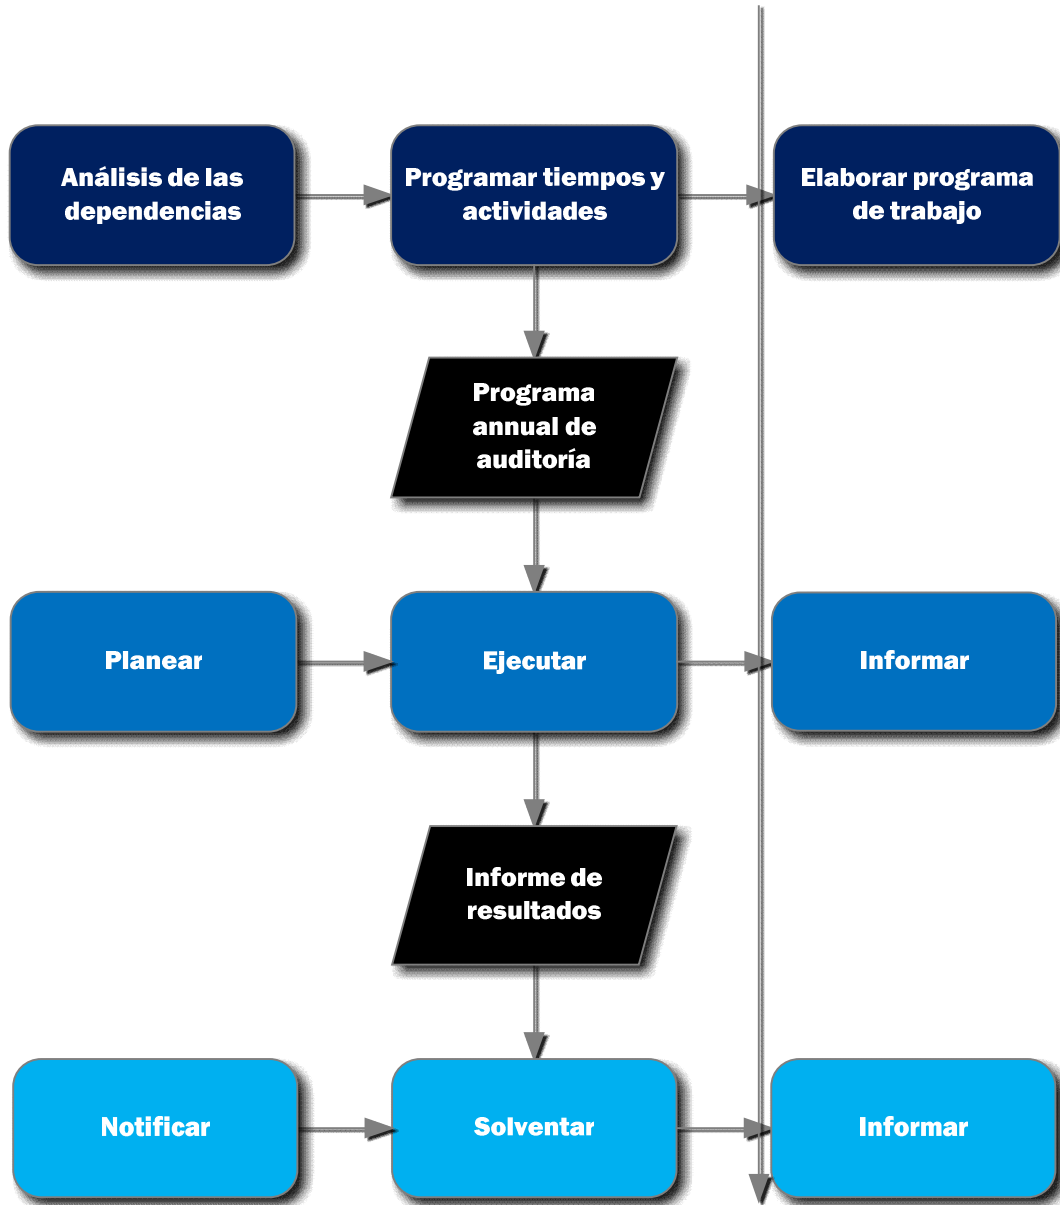 Análisis de las
dependencias
Programar tiempos y
actividades
Elaborar programa
de trabajo
Programa
annual de
auditoría
Planear
Ejecutar
Informar
Informe de
resultados
Notificar
Solventar
Informar